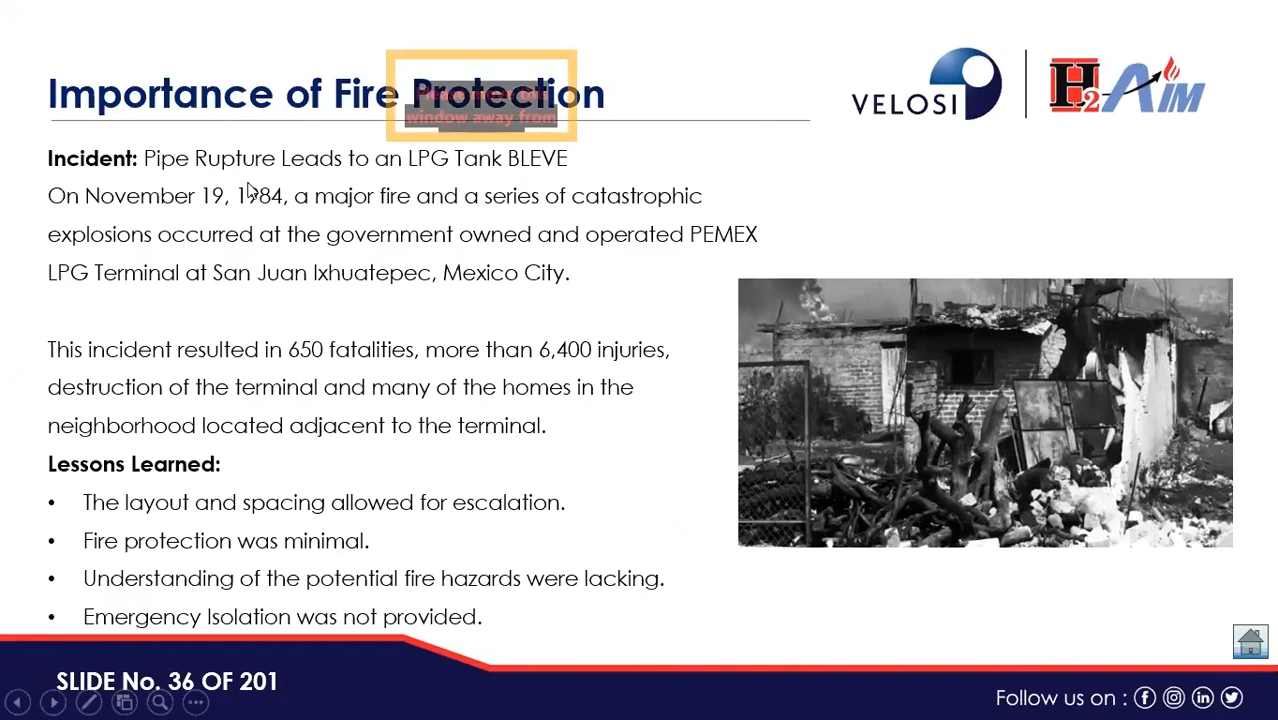 Importance of Fire Protection
window away from
VELOSI
H2AIM
Incident: Pipe Rupture Leads to an LPG Tank BLEVE
On November 19, 1984, a major fire and a series of catastrophic
explosions occurred at the government owned and operated PEMEX
LPG Terminal at San Juan Ixhuatepec, Mexico City.
This incident resulted in 650 fatalities, more than 6,400 injuries,
destruction of the terminal and many of the homes in the
neighborhood located adjacent to the terminal.
Lessons Learned:
• The layout and spacing allowed for escalation.
• Fire protection was minimal.
• Understanding of the potential fire hazards were lacking.
• Emergency Isolation was not provided.
SLIDE No. 36 OF 201
Follow us on :